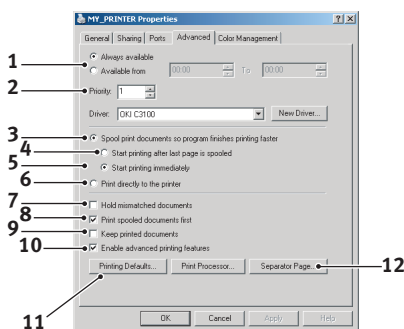 MY_PRINTER Properties
General Sharing Ports Advanced Color Management
1 Always available
Available from 00:00 To 00:00
2 Priority: 1
Driver: OKI C3100 New Driver...
3 Spool print documents so program finishes printing faster
4 Start printing after last page is spooled
5 Start printing immediately
6 Print directly to the printer
7 Hold mismatched documents
8 Print spooled documents first
9 Keep printed documents
10 Enable advanced printing features
Printing Defaults... Print Processor... Separator Page... 12
11
OK Cancel Apply Help